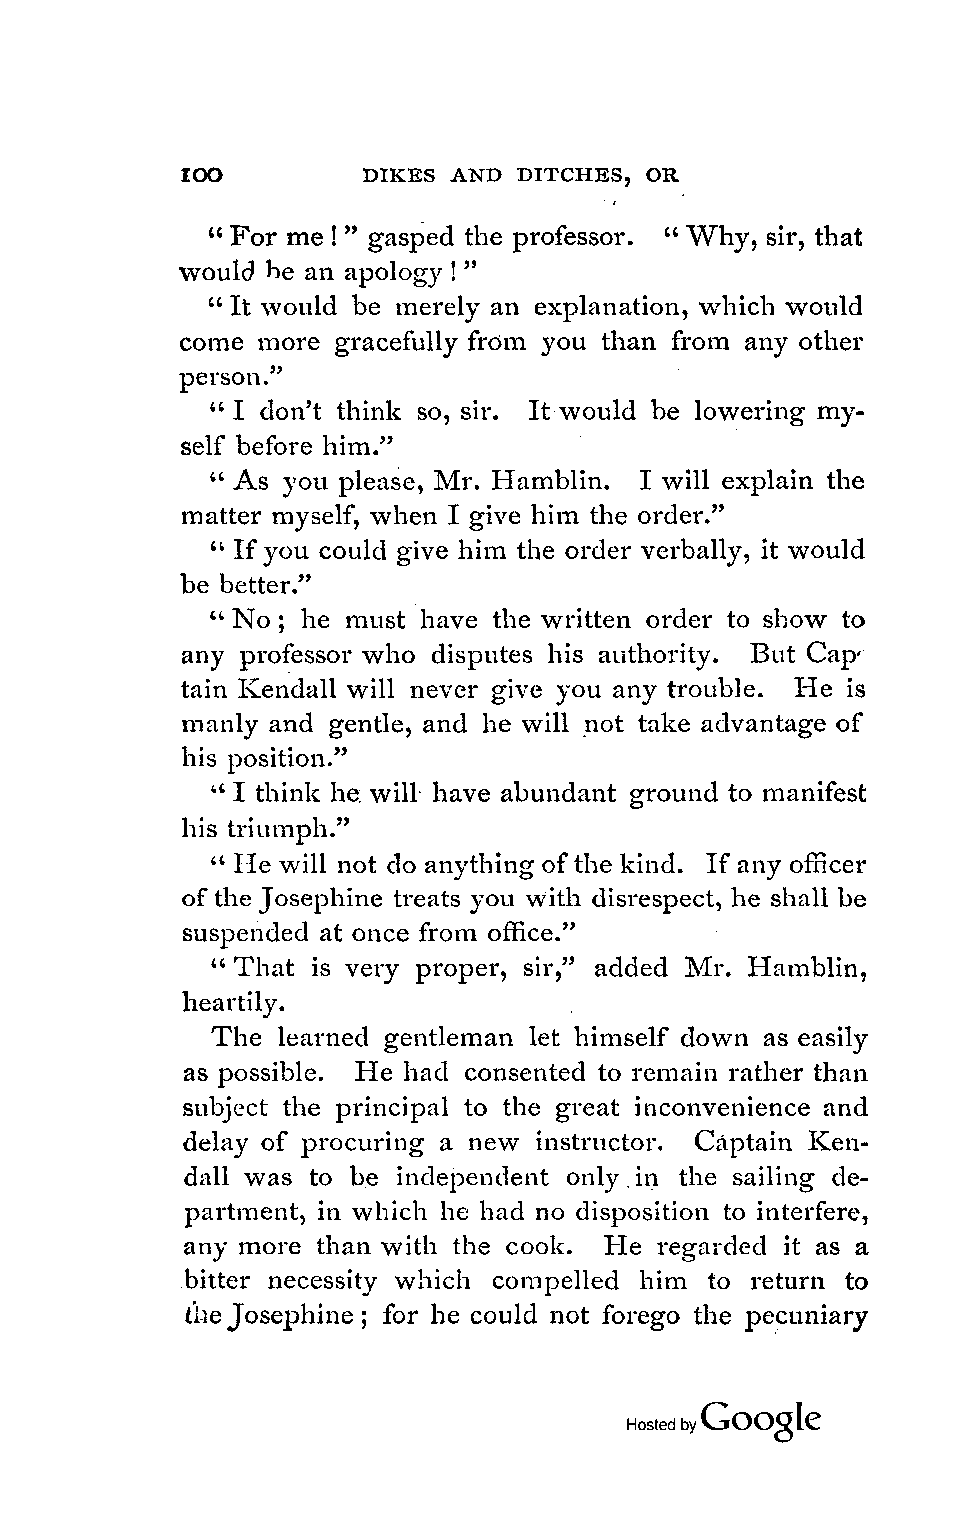 100 DIKES AND DITCHES, OR
" For me ! " gasped the professor. " Why, sir, that
would be an apology ! "
" It would be merely an explanation, which would
come more gracefully from you than from any other
person."
" I don't think so, sir. It would be lowering my-
self before him."
" As you please, Mr. Hamblin. I will explain the
matter myself, when I give him the order."
" If you could give him the order verbally, it would
be better."
" No ; he must have the written order to show to
any professor who disputes his authority. But Cap-
tain Kendall will never give you any trouble. He is
manly and gentle, and he will not take advantage of
his position."
" I think he will have abundant ground to manifest
his triumph."
" He will not do anything of the kind. If any officer
of the Josephine treats you with disrespect, he shall be
suspended at once from office."
" That is very proper, sir," added Mr. Hamblin,
heartily.
The learned gentleman let himself down as easily
as possible. He had consented to remain rather than
subject the principal to the great inconvenience and
delay of procuring a new instructor. Captain Ken-
dall was to be independent only in the sailing de-
partment, in which he had no disposition to interfere,
any more than with the cook. He regarded it as a
bitter necessity which compelled him to return to
the Josephine ; for he could not forego the pecuniary
Hosted by Google